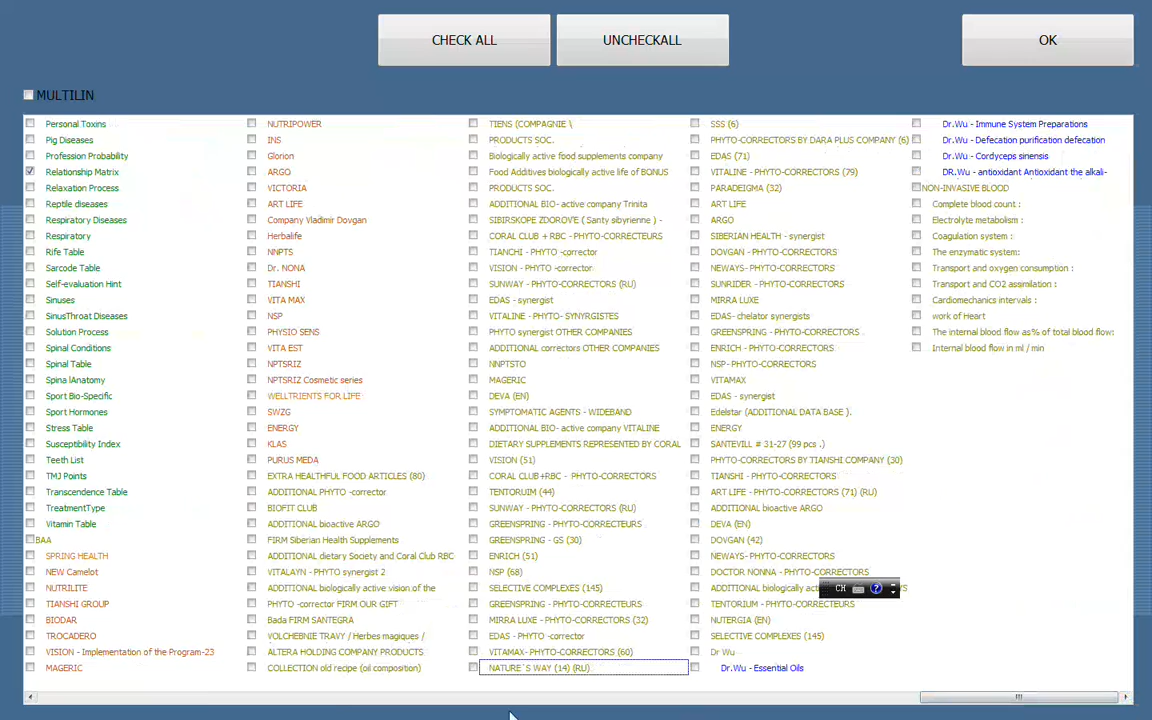 CHECK ALL
UNCHECKALL
OK
MULTILIN
Personal Toxins
Pig Diseases
Profession Probability
Relationship Matrix
Relaxation Process
Reptile diseases
Respiratory Diseases
Respiratory
Rife Table
Sarcode Table
Self-evaluation Hint
Sinuses
SinusThroat Diseases
Solution Process
Spinal Conditions
Spinal Table
Spina lAnatomy
Sport Bio-Specific
Sport Hormones
Stress Table
Susceptibility Index
Teeth List
TMJ Points
Transcendence Table
TreatmentType
Vitamin Table
BAA
SPRING HEALTH
NEW Camelot
NUTRILITE
TIANSHI GROUP
BIODAR
TROCADERO
VISION - Implementation of the Program-23
MAGERIC
NUTRIPOWER
INS
Glorion
ARGO
VICTORIA
ART LIFE
Company Vladimir Dovgan
Herbalife
NNPTS
Dr. NONA
TIANSHI
VITA MAX
NSP
PHYSIO SENS
VITA EST
NPTSRIZ
NPTSRIZ Cosmetic series
WELLTRIENTS FOR LIFE
SWZG
ENERGY
KLAS
PURUS MEDA
EXTRA HEALTHFUL FOOD ARTICLES (80)
ADDITIONAL PHYTO -corrector
BIOFIT CLUB
ADDITIONAL bioactive ARGO
FIRM Siberian Health Supplements
ADDITIONAL dietary Society and Coral Club RBC
VITALAYN - PHYTO synergist 2
ADDITIONAL biologically active vision of the
PHYTO -corrector FIRM OUR GIFT
Bada FIRM SANTEGRA
VOLCHEBNIE TRAVY / Herbes magiques /
ALTERA HOLDING COMPANY PRODUCTS
COLLECTION old recipe (oil composition)
TIENS (COMPAGNIE \
PRODUCTS SOC.
Biologically active food supplements company
Food Additives biologically active life of BONUS
PRODUCTS SOC.
ADDITIONAL BIO- active company Trinita
SIBIRSKOPE ZDOROV'E ( Santy sibyrienne ) -
CORAL CLUB + RBC - PHYTO-CORRECTEURS
TIANCHI - PHYTO -corrector
VISION - PHYTO -corrector
SUNWAY - PHYTO-CORRECTEURS (RU)
EDAS - synergist
VITALINE - PHYTO- SYNYRGISTES
PHYTO synergist OTHER COMPANIES
ADDITIONAL correctors OTHER COMPANIES
NNPTSTO
MAGERIC
DEVA (EN)
SYMPTOMATIC AGENTS - WIDEBAND
ADDITIONAL BIO- active company VITALINE
DIETARY SUPPLEMENTS REPRESENTED BY CORAL
VISION (51)
CORAL CLUB+RBC - PHYTO-CORRECTORS
TENTORUIM (44)
SUNWAY - PHYTO-CORRECTORS (RU)
GREENSPRING - PHYTO-CORRECTEURS
GREENSPRING - GS (30)
ENRICH (51)
NSP (68)
SELECTIVE COMPLEXES (145)
GREENSPRING - PHYTO-CORRECTEURS
MIRRA LUXE - PHYTO-CORRECTORS (32)
EDAS - PHYTO -corrector
VITAMAX- PHYTO-CORRECTORS (60)
NATURE`S WAY (14) (RU)
SSS (6)
PHYTO-CORRECTORS BY DARA PLUS COMPANY (6)
EDAS (71)
VITALINE - PHYTO-CORRECTORS (79)
PARADEIGMA (32)
ART LIFE
ARGO
SIBERIAN HEALTH - synergist
DOVGAN - PHYTO-CORRECTORS
NEWAYS - PHYTO-CORRECTORS
SUNRIDER - PHYTO-CORRECTORS
MIRRA LUXE
EDAS- chelator synergists
GREENSPRING - PHYTO-CORRECTORS .
ENRICH - PHYTO-CORRECTORS
NSP- PHYTO-CORRECTORS
VITAMAX
EDAS - synergist
Edelstar (ADDITIONAL DATA BASE ).
ENERGY
SANTEVILL # 31-27 (99 pcs .)
PHYTO-CORRECTORS BY TIANSHI COMPANY (30)
TIANSHI - PHYTO-CORRECTORS
ART LIFE - PHYTO-CORRECTORS (71) (RU)
ADDITIONAL bioactive ARGO
DEVA (EN)
DOVGAN (42)
NEWAYS- PHYTO-CORRECTORS
DOCTOR NONNA - PHYTO-CORRECTORS
ADDITIONAL biologically acti
CH
TENTORIUM - PHYTO-CORRECTORS
NUTERGIA (EN)
SELECTIVE COMPLEXES (145)
Dr Wu
Dr.Wu - Essential Oils
Dr.Wu - Immune System Preparations
Dr.Wu - Defecation purification defecation
Dr.Wu - Cordyceps sinensis
DR.Wu - antioxidant Antioxidant the alkali-
NON-INVASIVE BLOOD
Complete blood count :
Electrolyte metabolism :
Coagulation system :
The enzymatic system:
Transport and oxygen consumption :
Transport and CO2 assimilation :
Cardiomechanics intervals :
work of Heart
The internal blood flow as% of total blood flow:
Internal blood flow in ml / min